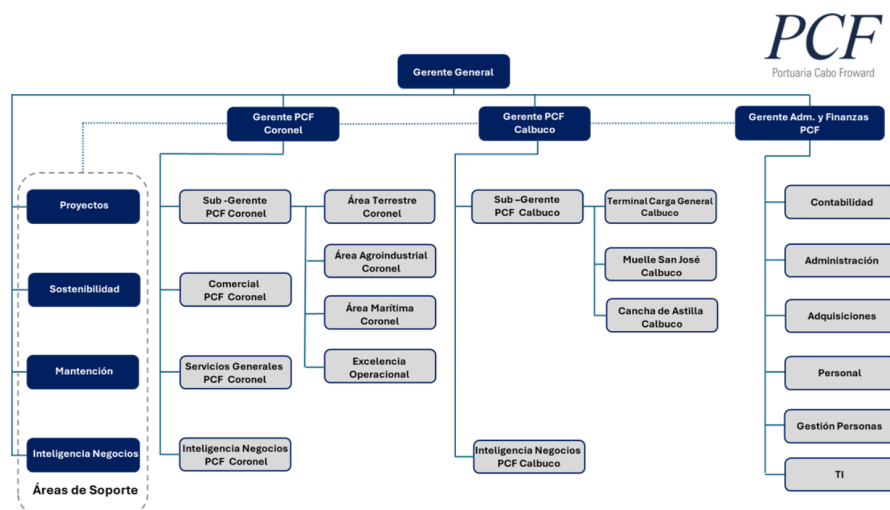 PCF
Portuaria Cabo Froward
Gerente General
Gerente PCF
Coronel
Gerente PCF
Calbuco
Gerente Adm. y Finanzas
PCF
Proyectos
Sostenibilidad
Mantención
Inteligencia Negocios
Áreas de Soporte
Sub -Gerente
PCF Coronel
Comercial
PCF Coronel
Servicios Generales
PCF Coronel
Inteligencia Negocios
PCF Coronel
Área Terrestre
Coronel
Área Agroindustrial
Coronel
Área Marítima
Coronel
Excelencia
Operacional
Sub –Gerente
PCF Calbuco
Inteligencia Negocios
PCF Calbuco
Terminal Carga General
Calbuco
Muelle San José
Calbuco
Cancha de Astilla
Calbuco
Contabilidad
Administración
Adquisiciones
Personal
Gestión Personas
TI